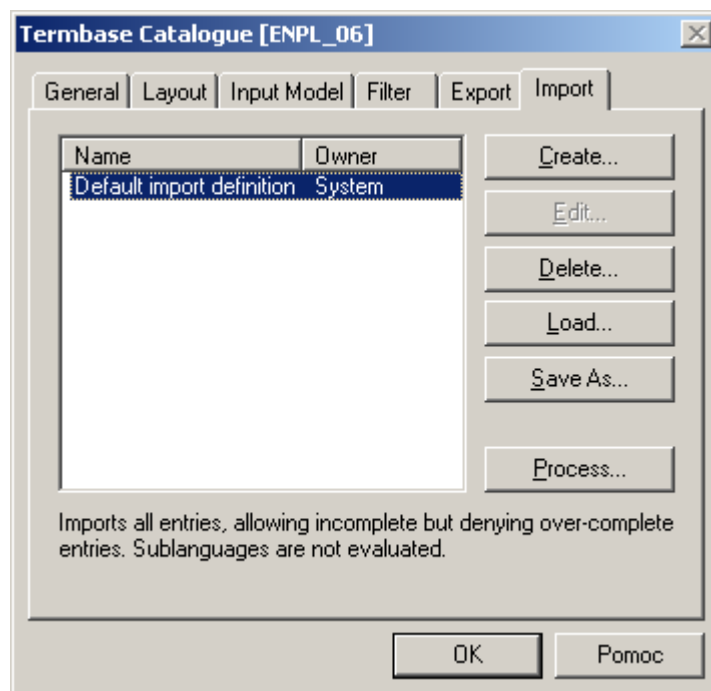 Termbase Catalogue [ENPL_06]
General Layout Input Model Filter Export Import
Name Owner
Default import definition System
Create...
Edit...
Delete...
Load...
Save As...
Process...
Imports all entries, allowing incomplete but denying over-complete
entries. Sublanguages are not evaluated.
OK Pomoc